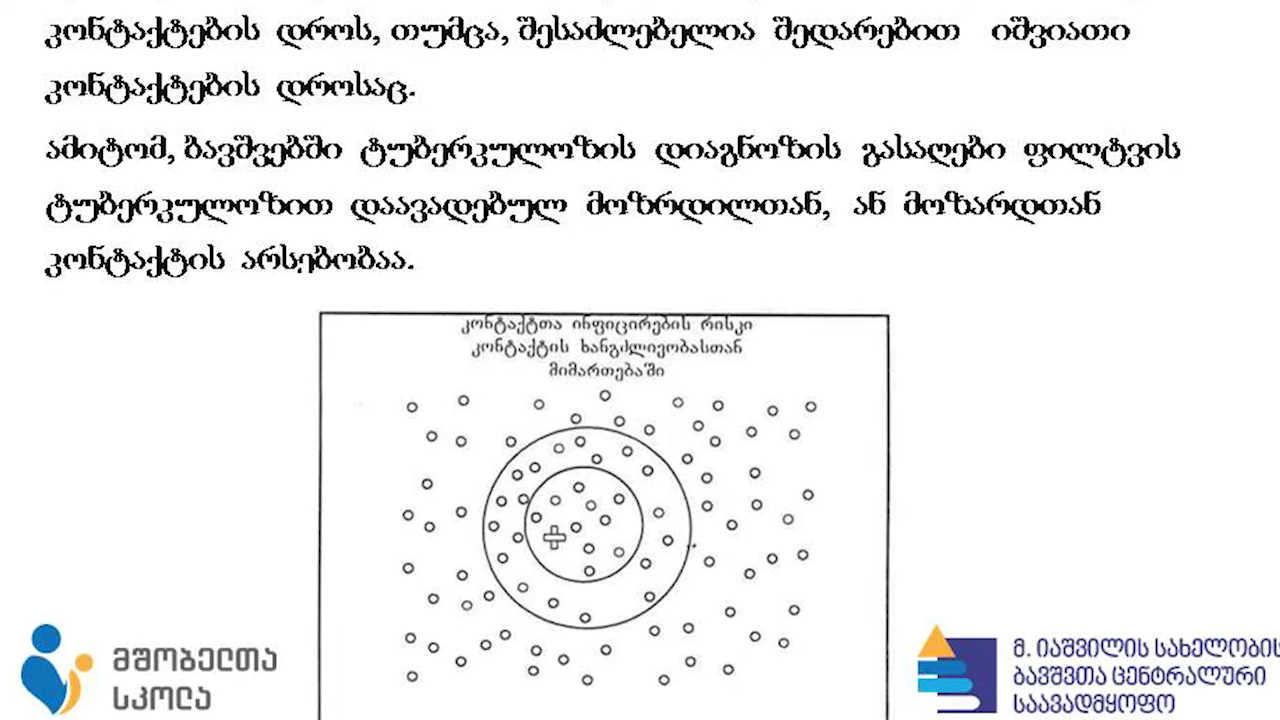 კონტაქტების დროს, თუმცა, შესაძლებელია შედარებით იშვიათი
კონტაქტების დროსაც.
ამიტომ, ბავშვებში ტუბერკულოზის დიაგნოზის გასაღები ფილტვის
ტუბერკულოზით დაავადებულ მოზრდილთან, ან მოზარდთან
კონტაქტის არსებობაა.
კონტაქტთა ინფიცირების რისკი
კონტაქტის ხანგძლივობასთან
მიმართებაში
მშობელთა
სკოლა
მ. იაშვილის სახელობის
ბავშვთა ცენტრალური
საავადმყოფო